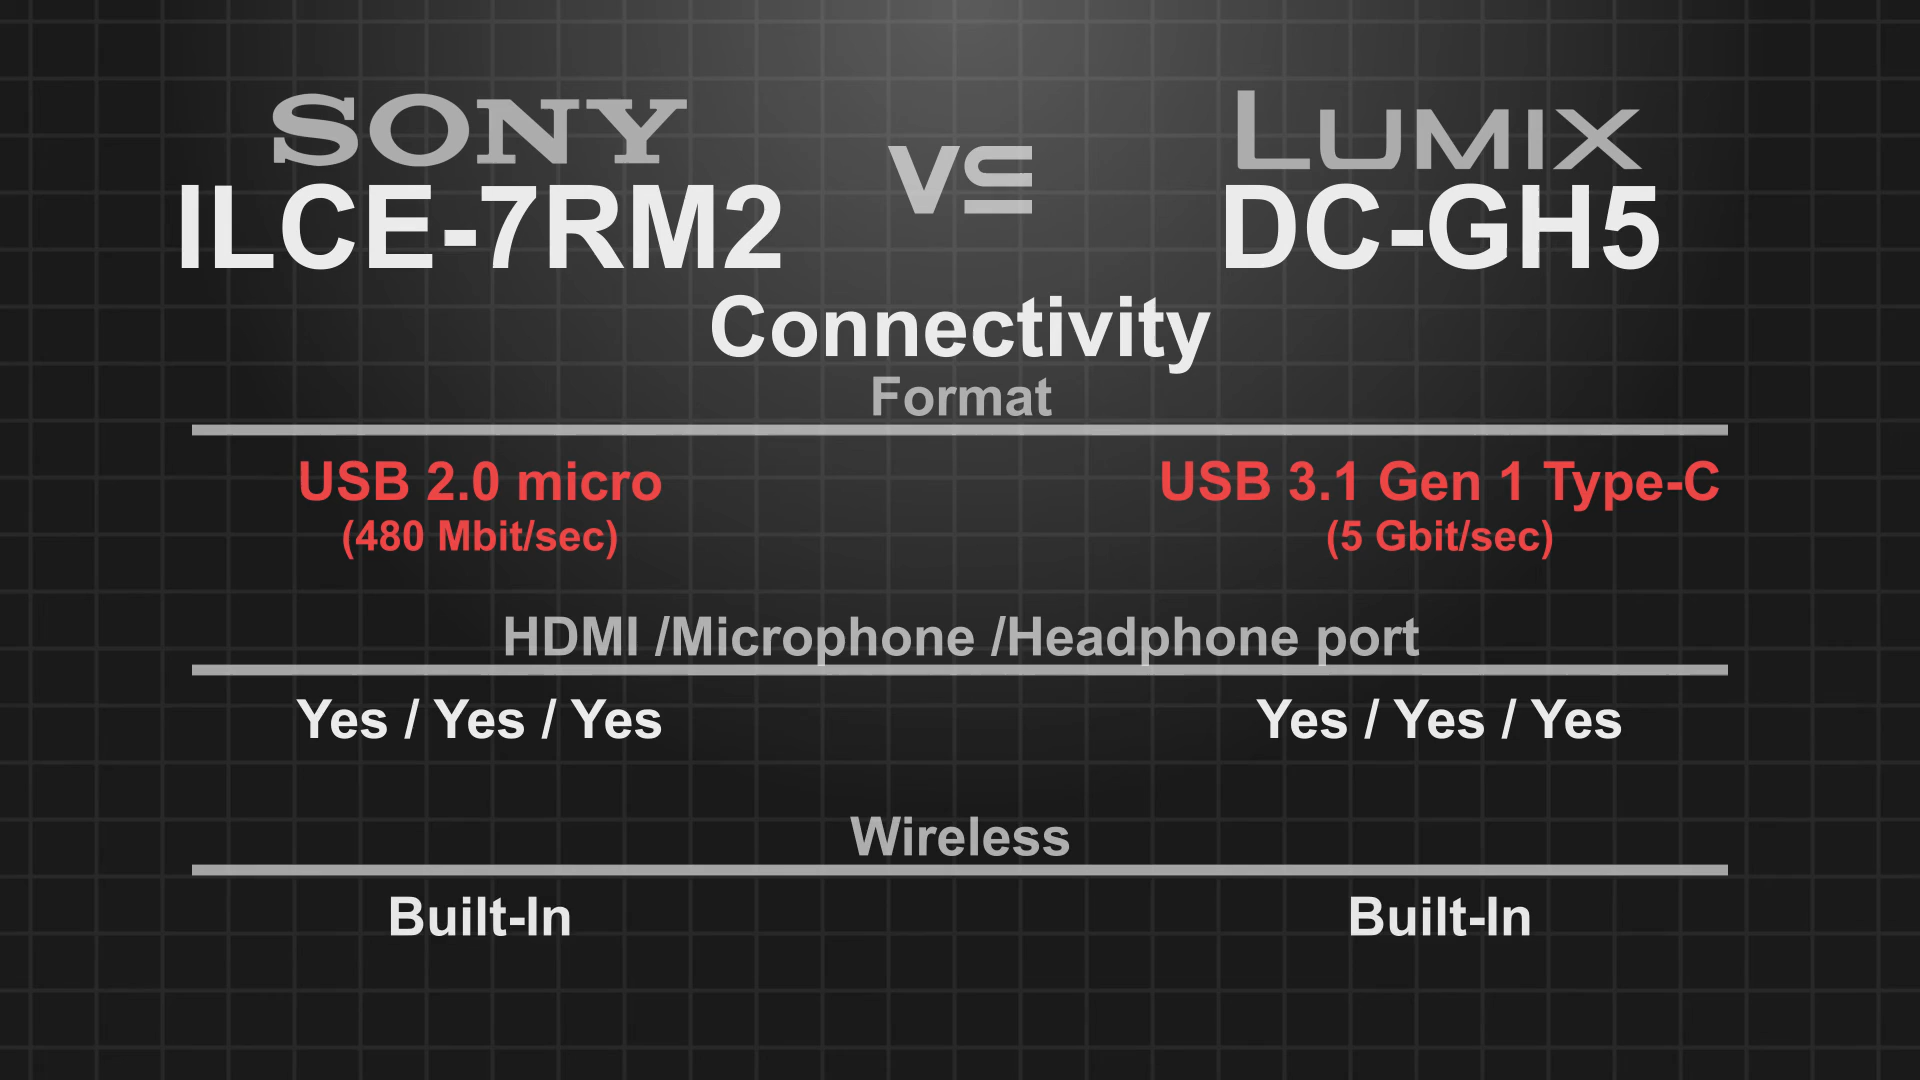 SONY VS LUMIX
ILCE-7RM2 DC-GH5
Connectivity
Format
USB 2.0 micro USB 3.1 Gen 1 Type-C
(480 Mbit/sec) (5 Gbit/sec)
HDMI /Microphone /Headphone port
Yes / Yes / Yes Yes / Yes / Yes
Wireless
Built-In Built-In